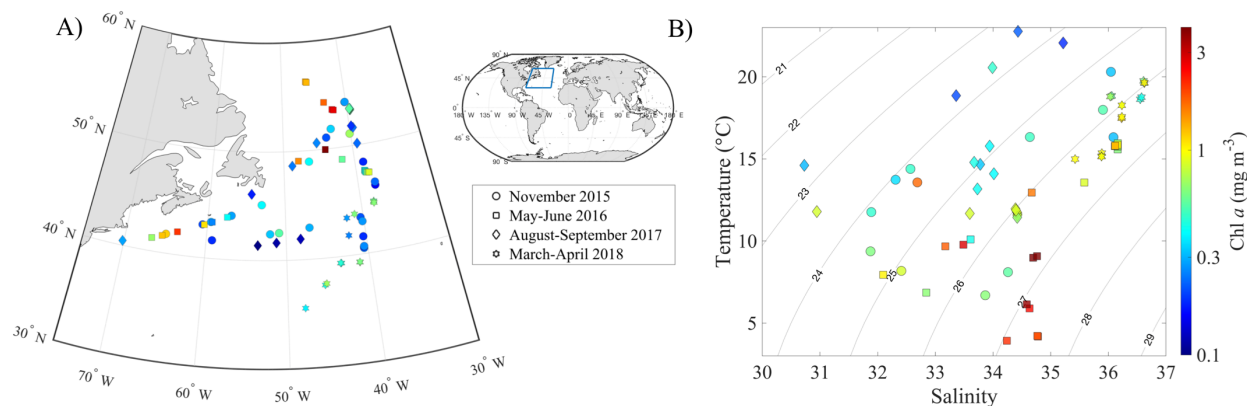 A)
60° N
50° N
40° N
30° N
70° W
60° W
50° W
40° W
30° W
90° N
45° N
0°
45° S
90° S
180° W
135° W
90° W
45° W
0°
45° E
90° E
135° E
180° E
November 2015
May-June 2016
August-September 2017
March-April 2018
B)
Temperature (°C)
20
15
10
5
21
22
23
24
25
26
27
28
29
30
31
32
33
34
35
36
37
Salinity
3
1
0.3
0.1
Chl a (mg m-3)